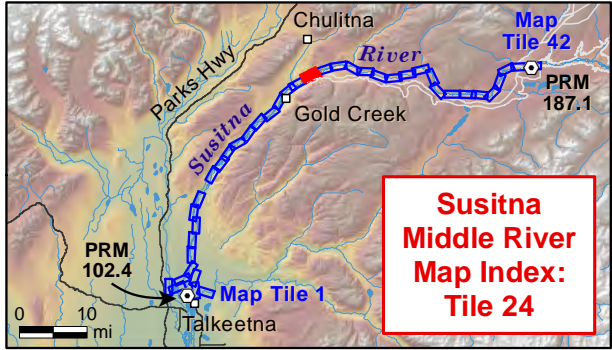 Chulitna
Map
Tile 42
River
Parks Hwy
PRM
187.1
Gold Creek
Susitna
Susitna
Middle River
Map Index:
Tile 24
PRM
102.4
Map Tile 1
0 10
mi
Talkeetna